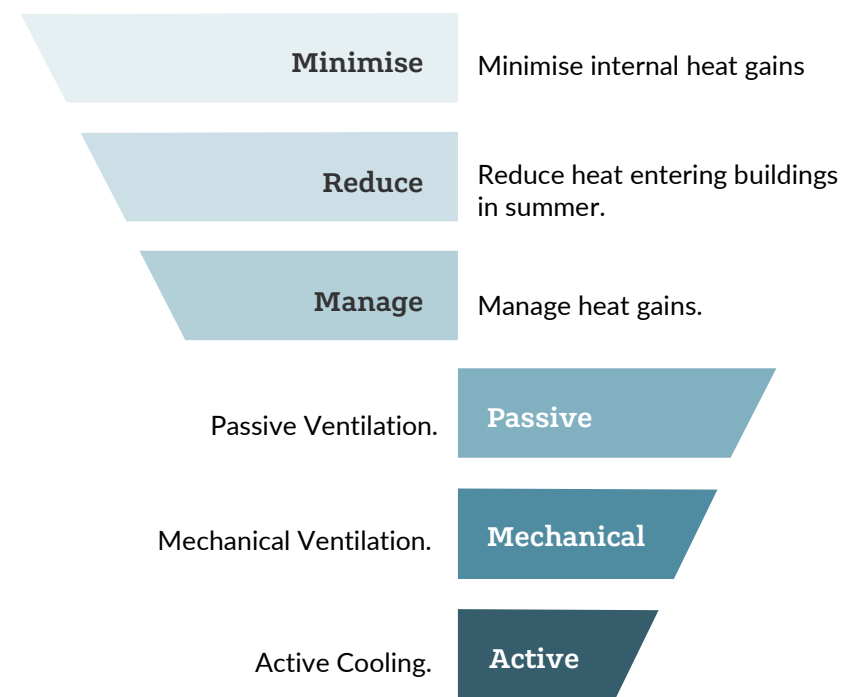 Minimise
Minimise internal heat gains
Reduce
Reduce heat entering buildings
in summer.
Manage
Manage heat gains.
Passive Ventilation.
Passive
Mechanical Ventilation.
Mechanical
Active Cooling.
Active